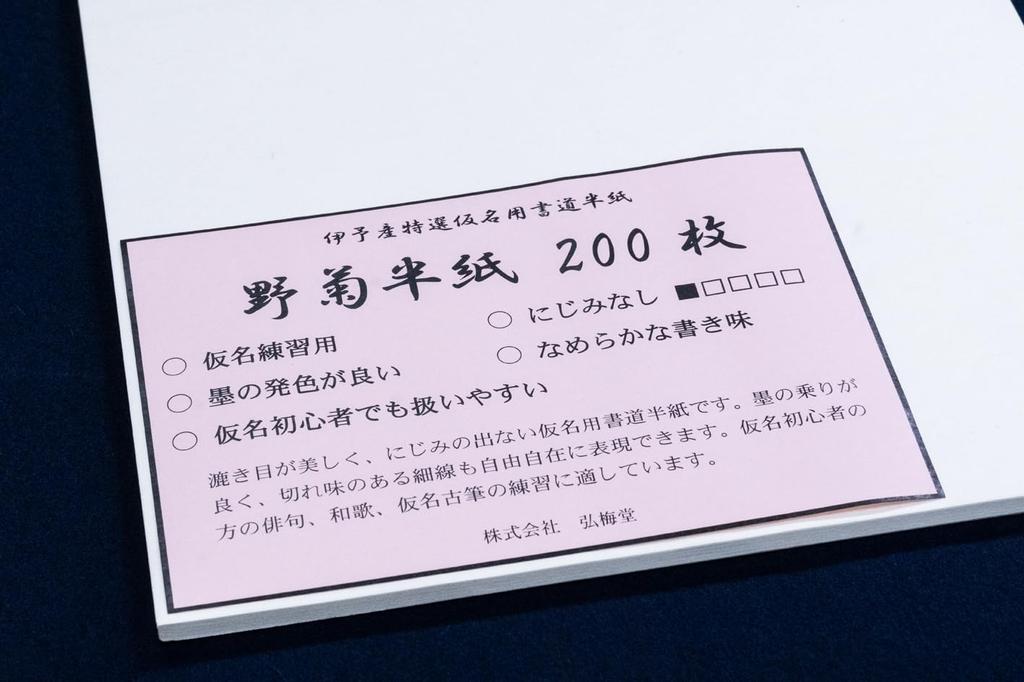 伊予産特選仮名用書道半紙
野菊半紙 200 枚
○ 仮名練習用 ○ にじみなし ■□□□□
○ 墨の発色が良い ○ なめらかな書き味
○ 仮名初心者でも扱いやすい
漉き目が美しく、にじみの出ない仮名用書道半紙です。墨の乗りが
良く、切れ味のある細線も自由自在に表現できます。仮名初心者の
方の俳句、和歌、仮名古筆の練習に適しています。
株式会社 弘梅堂